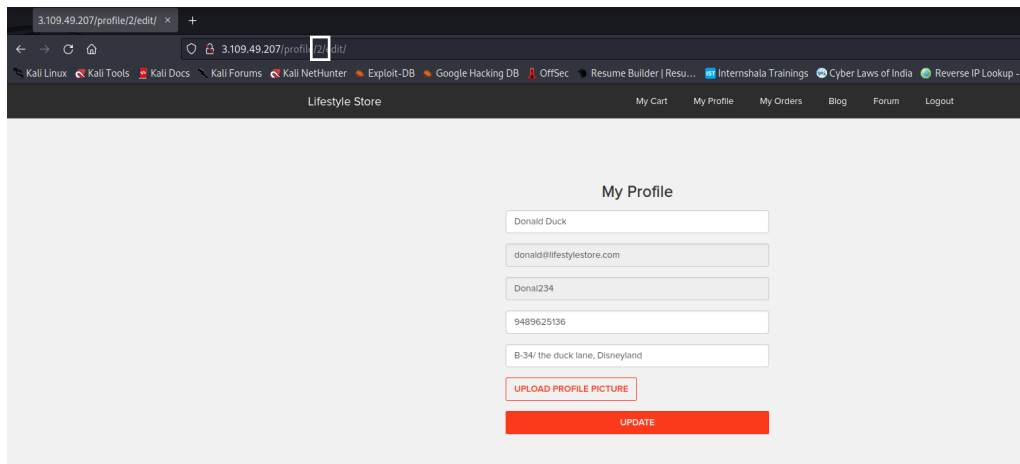 3.109.49.207/profile/2/edit/ × +
3.109.49.207/profile/2/edit/
Kali Linux Kali Tools Kali Docs Kali Forums Kali NetHunter Exploit-DB Google Hacking DB OffSec Resume Builder | Resu... IST Internshala Trainings Cyber Laws of India Reverse IP Lookup -
Lifestyle Store My Cart My Profile My Orders Blog Forum Logout
My Profile
Donald Duck
donald@lifestylestore.com
Donal234
9489625136
B-34/ the duck lane, Disneyland
UPLOAD PROFILE PICTURE
UPDATE